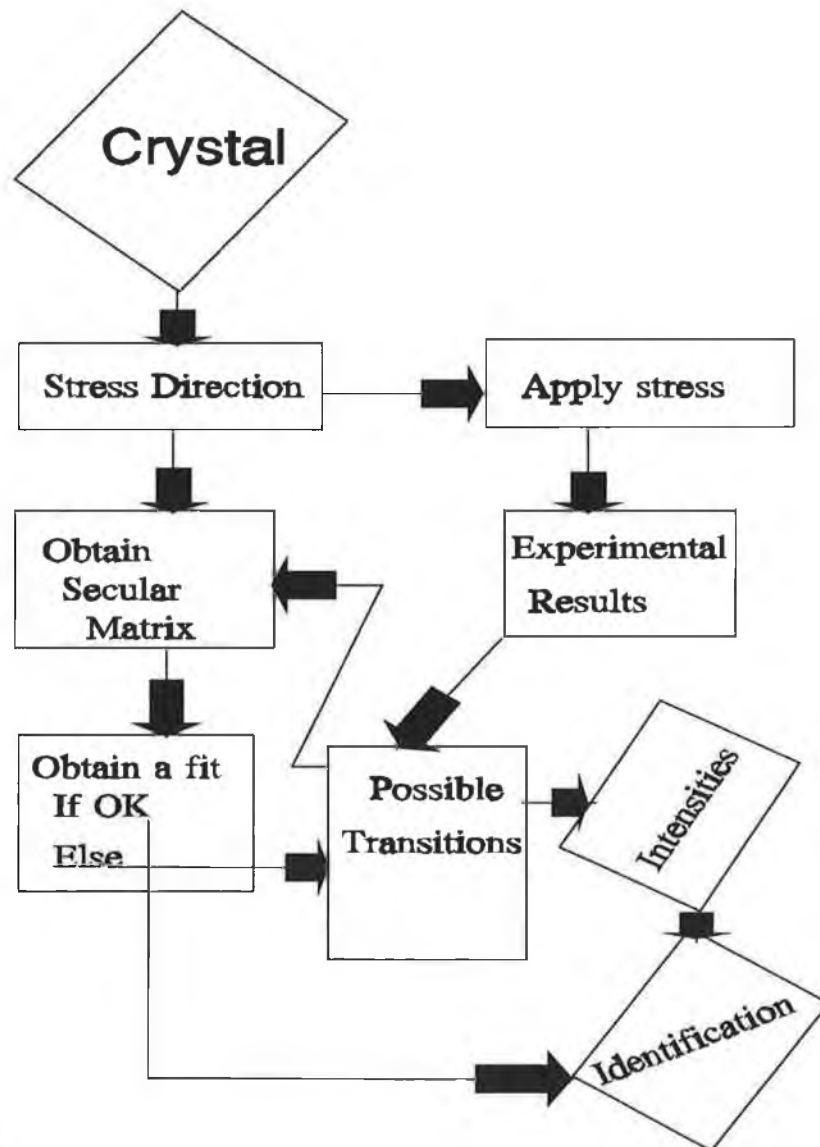 Crystal
Stress Direction
Apply stress
Obtain
Secular
Matrix
Experimental
Results
Obtain a fit
If OK
Else
Possible
Transitions
Intensities
Identification